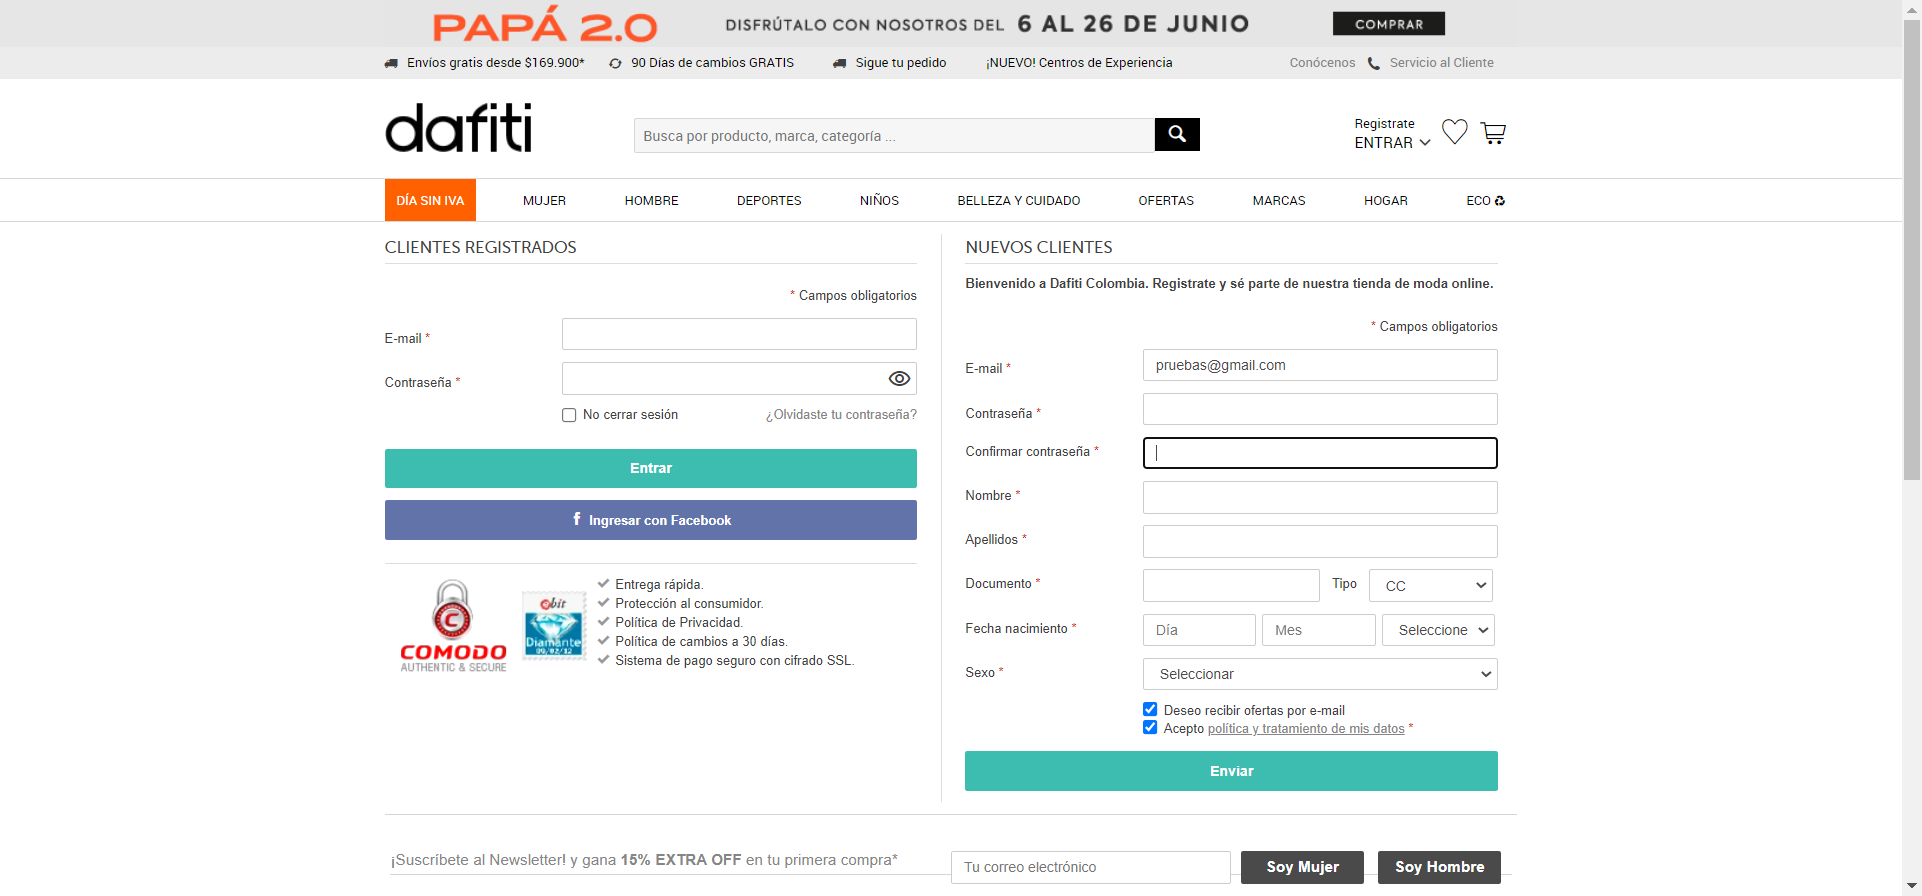 PAPÁ 2.0 DISFRÚTALO CON NOSOTROS DEL 6 AL 26 DE JUNIO COMPRAR
Envíos gratis desde $169.900* 90 Días de cambios GRATIS Sigue tu pedido ¡NUEVO! Centros de Experiencia Conócenos Servicio al Cliente
dafiti
Busca por producto, marca, categoría ...
Registrate
ENTRAR
DÍA SIN IVA MUJER HOMBRE DEPORTES NIÑOS BELLEZA Y CUIDADO OFERTAS MARCAS HOGAR ECO
CLIENTES REGISTRADOS
* Campos obligatorios
E-mail *
Contraseña *
No cerrar sesión ¿Olvidaste tu contraseña?
Entrar
f Ingresar con Facebook
C
COMODO
AUTHENTIC & SECURE
ebit
Diamante
09/02/12
Entrega rápida.
Protección al consumidor.
Política de Privacidad.
Política de cambios a 30 días.
Sistema de pago seguro con cifrado SSL.
NUEVOS CLIENTES
Bienvenido a Dafiti Colombia. Registrate y sé parte de nuestra tienda de moda online.
* Campos obligatorios
E-mail * pruebas@gmail.com
Contraseña *
Confirmar contraseña *
Nombre *
Apellidos *
Documento * Tipo CC
Fecha nacimiento * Día Mes Seleccione
Sexo * Seleccionar
Deseo recibir ofertas por e-mail
Acepto política y tratamiento de mis datos *
Enviar
¡Suscríbete al Newsletter! y gana 15% EXTRA OFF en tu primera compra* Tu correo electrónico Soy Mujer Soy Hombre